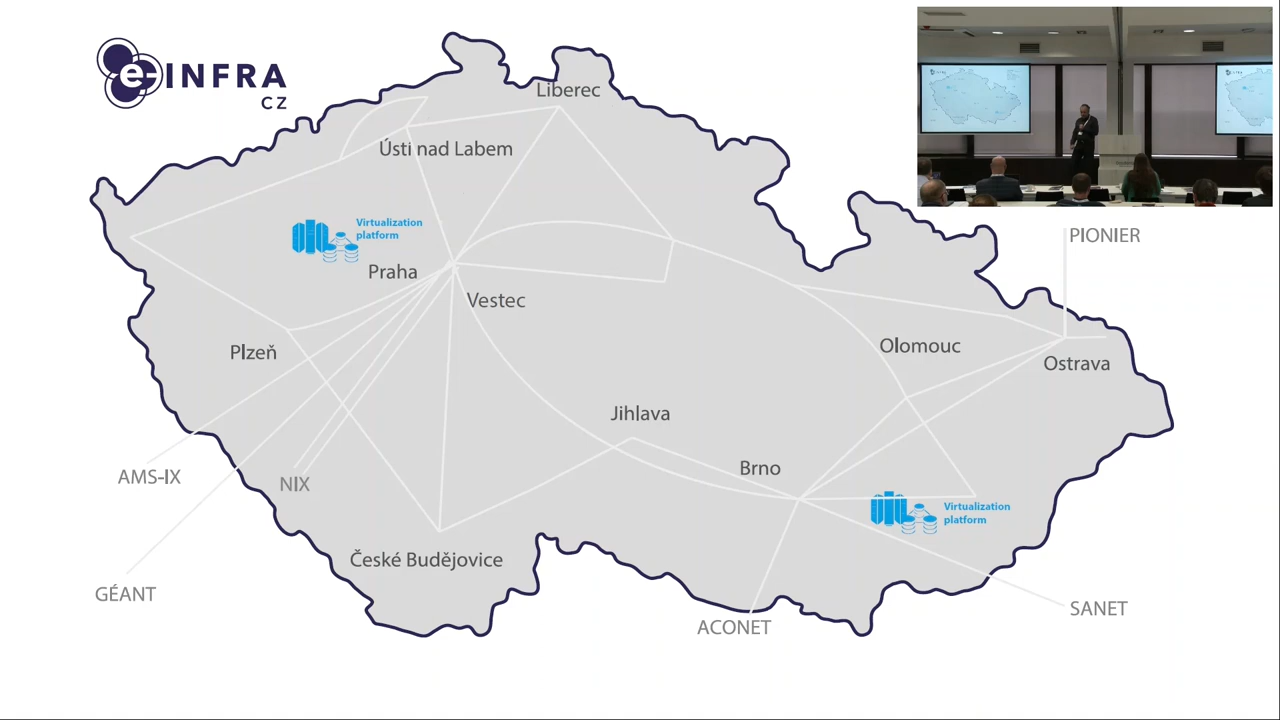 e-INFRA
CZ
Liberec
Ústi nad Labem
Virtualization
platform
PIONIER
Praha
Vestec
Plzeň
Olomouc
Ostrava
Jihlava
AMS-IX
NIX
Brno
Virtualization
platform
České Budějovice
GÉANT
SANET
ACONET